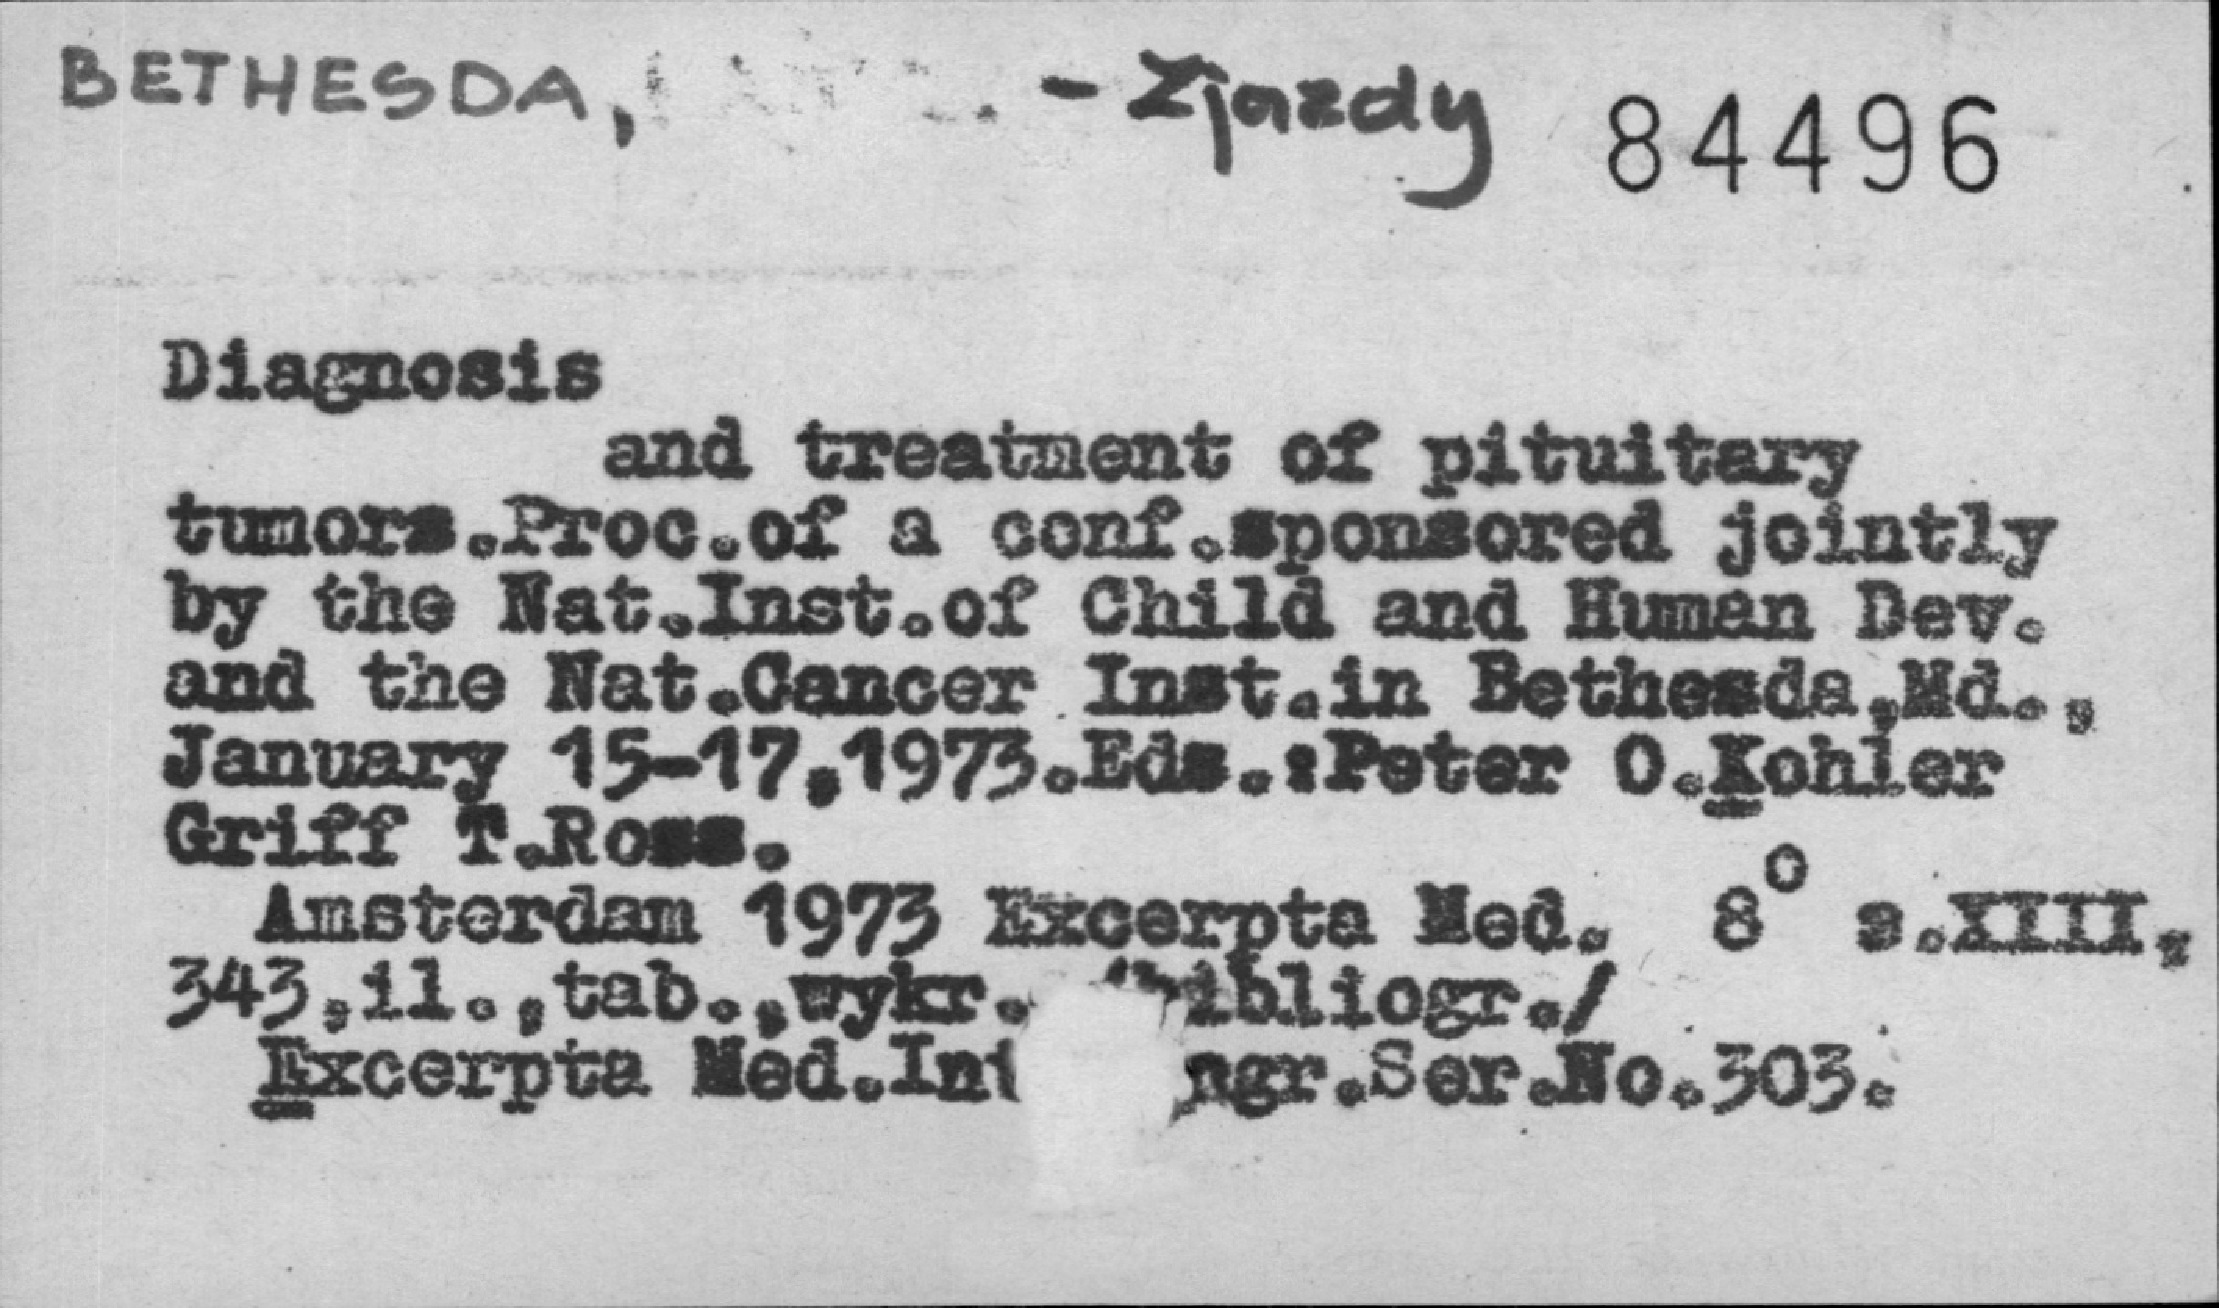 BETHESDA, - Zjazdy 84496
Diagnosis
and treatment of pituitary
tumors.Proc.of a conf.sponsored jointly
by the Nat.Inst.of Child and Human Dev.
and the Nat.Cancer Inst.in Bethesda,Md.,
January 15-17,1973.Eds.:Peter O.Kohler
Griff T.Ross.
Amsterdam 1973 Excerpta Med. 8° s.XIII,
343,il.,tab.,wykr. /bibliogr./
Excerpta Med. Ser.No.303.